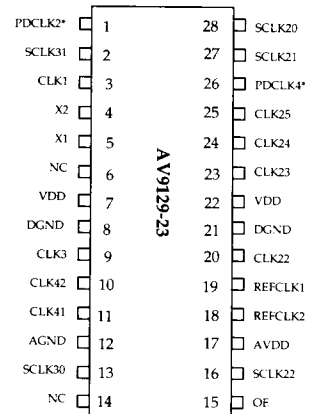 PDCLK2* 1 28 SCLK20
SCLK31 2 27 SCLK21
CLK1 3 26 PDCLK4*
X2 4 25 CLK25
X1 5 24 CLK24
NC 6 23 CLK23
VDD 7 22 VDD
DGND 8 21 DGND
CLK3 9 20 CLK22
CLK42 10 19 REFCLK1
CLK41 11 18 REFCLK2
AGND 12 17 AVDD
SCLK30 13 16 SCLK22
NC 14 15 OE
AV9129-23